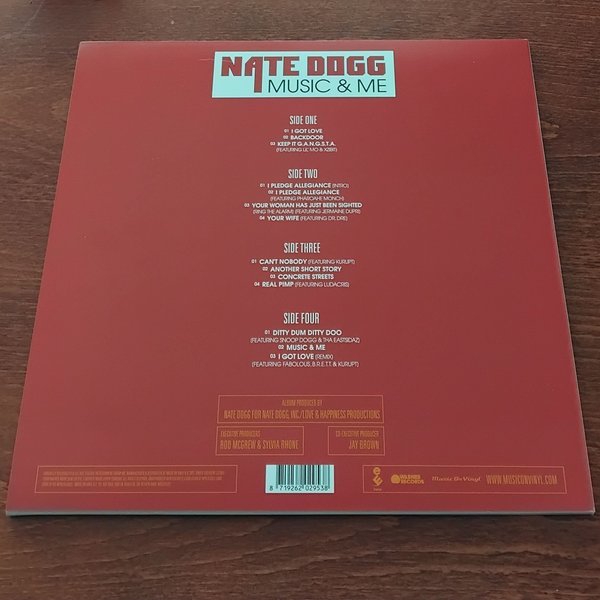 NATE DOGG
MUSIC & ME
SIDE ONE
01 I GOT LOVE
02 BACKDOOR
03 KEEP IT G.A.N.G.S.T.A.
(FEATURING LIL' MO & XZIBIT)
SIDE TWO
01 I PLEDGE ALLEGIANCE (INTRO)
02 I PLEDGE ALLEGIANCE
(FEATURING PHAROAHE MONCH)
03 YOUR WOMAN HAS JUST BEEN SIGHTED
(RING THE ALARM) (FEATURING JERMAINE DUPRI)
04 YOUR WIFE (FEATURING DR. DRE)
SIDE THREE
01 CAN'T NOBODY (FEATURING KURUPT)
02 ANOTHER SHORT STORY
03 CONCRETE STREETS
04 REAL PIMP (FEATURING LUDACRIS)
SIDE FOUR
01 DITTY DUM DITTY DOO
(FEATURING SNOOP DOGG & THA EASTSIDAZ)
02 MUSIC & ME
03 I GOT LOVE (REMIX)
(FEATURING FABOLOUS, B.R.E.T.T. & KURUPT)
ALBUM PRODUCED BY
NATE DOGG FOR NATE DOGG, INC./LOVE & HAPPINESS PRODUCTIONS
EXECUTIVE PRODUCERS
ROD MCGREW & SYLVIA RHONE
CO-EXECUTIVE PRODUCER
JAY BROWN
8 719262 029538
WARNER RECORDS
Music On Vinyl
WWW.MUSICONVINYL.COM